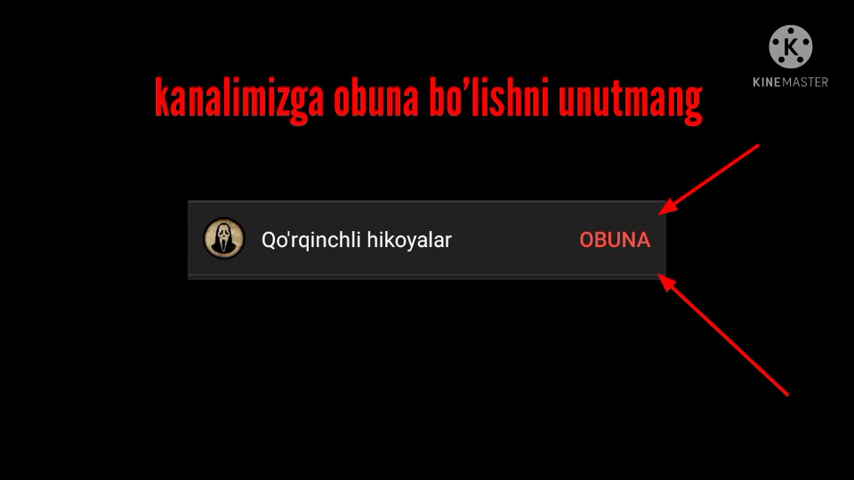 KINEMASTER
kanalimizga obuna bo’lishni unutmang
Qo'rqinchli hikoyalar OBUNA